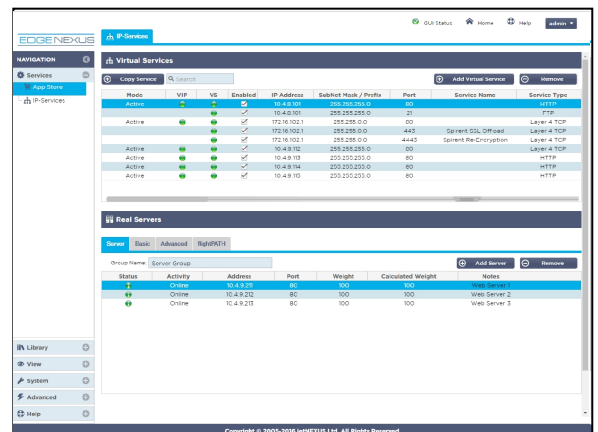 GUI Status Home Help admin
EDGENEXUS IP-Services
NAVIGATION
Services
App Store
IP-Services
Virtual Services
Copy Service Search Add Virtual Service Remove
Mode VIP VS Enabled IP Address SubNet Mask / Prefix Port Service Name Service Type
Active 10.4.8.101 255.255.255.0 80 HTTP
10.4.8.101 255.255.255.0 21 FTP
Active 172.16.102.1 255.255.0.0 80 Layer 4 TCP
172.16.102.1 255.255.0.0 443 Spirent SSL Offload Layer 4 TCP
172.16.102.1 255.255.0.0 4443 Spirent Re-Encryption Layer 4 TCP
Active 10.4.9.112 255.255.255.0 80 Layer 4 TCP
Active 10.4.9.113 255.255.255.0 80 HTTP
Active 10.4.9.114 255.255.255.0 80 HTTP
Active 10.4.9.115 255.255.255.0 80 HTTP
Real Servers
Server Basic Advanced flightPATH
Group Name: Server Group Add Server Remove
Status Activity Address Port Weight Calculated Weight Notes
Online 10.4.9.211 80 100 100 Web Server 1
Online 10.4.9.212 80 100 100 Web Server 2
Online 10.4.9.213 80 100 100 Web Server 3
Library
View
System
Advanced
Help
Copyright © 2005-2016 jetNEXUS Ltd. All Rights Reserved.